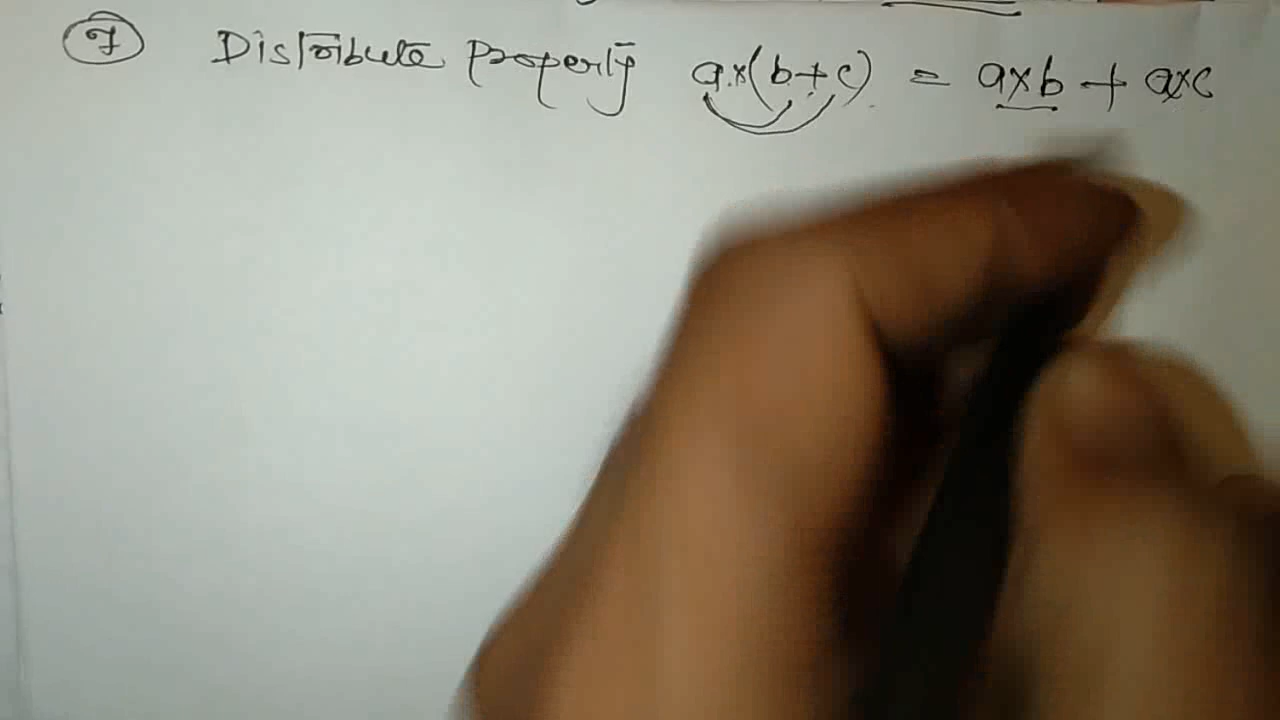 7 Distribute Property a×(b+c) = a×b + a×c